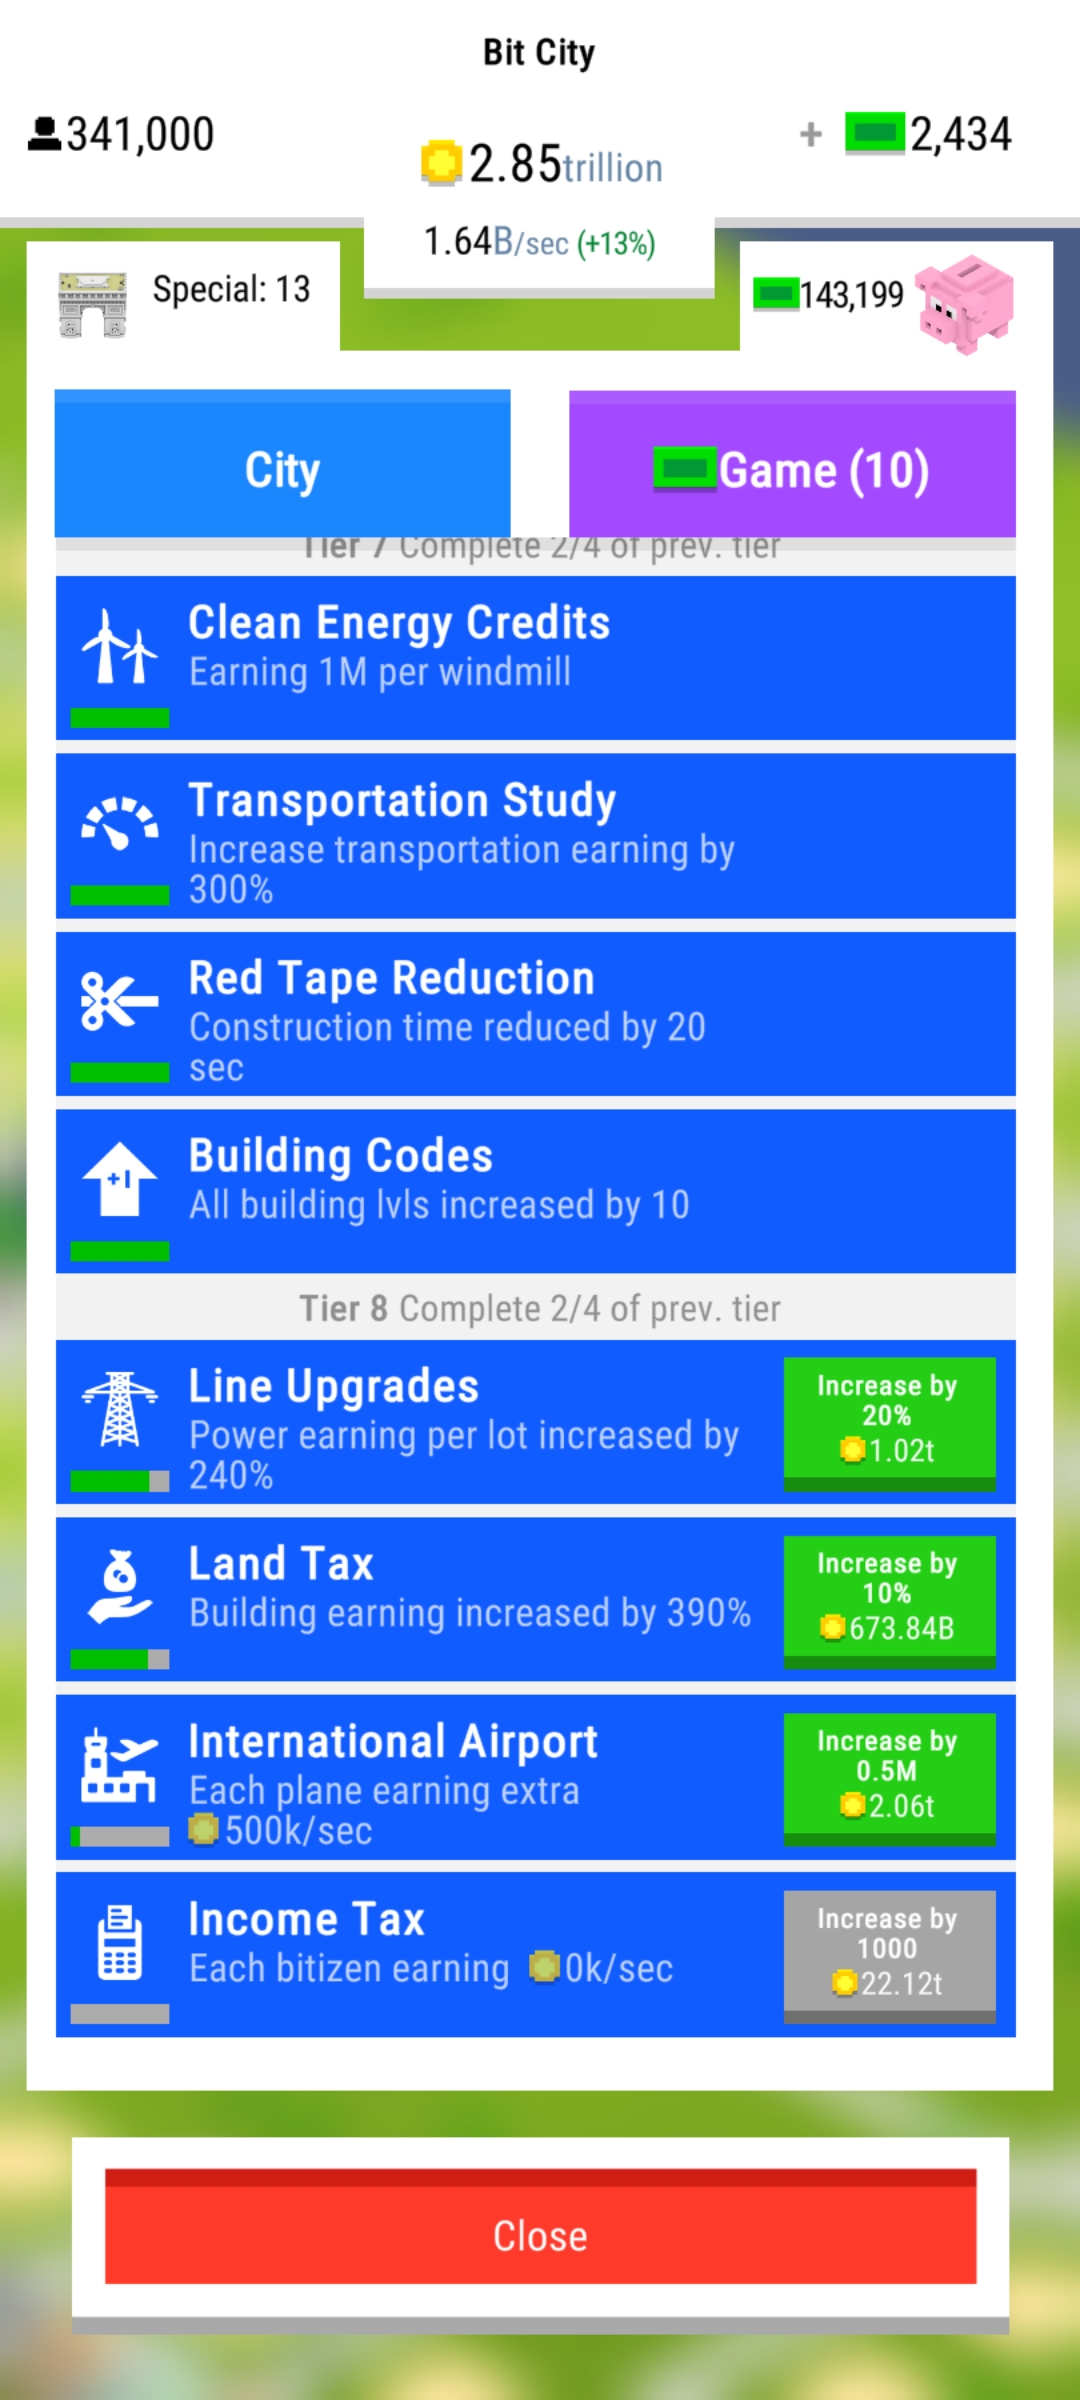 Bit City
341,000
2.85trillion
+ 2,434
1.64B/sec (+13%)
Special: 13
143,199
City
Game (10)
Tier 7 Complete 2/4 of prev. tier
Clean Energy Credits
Earning 1M per windmill
Transportation Study
Increase transportation earning by
300%
Red Tape Reduction
Construction time reduced by 20
sec
+1
Building Codes
All building lvls increased by 10
Tier 8 Complete 2/4 of prev. tier
Line Upgrades
Power earning per lot increased by
240%
Increase by
20%
1.02t
Land Tax
Building earning increased by 390%
Increase by
10%
673.84B
International Airport
Each plane earning extra
500k/sec
Increase by
0.5M
2.06t
Income Tax
Each bitizen earning 0k/sec
Increase by
1000
22.12t
Close